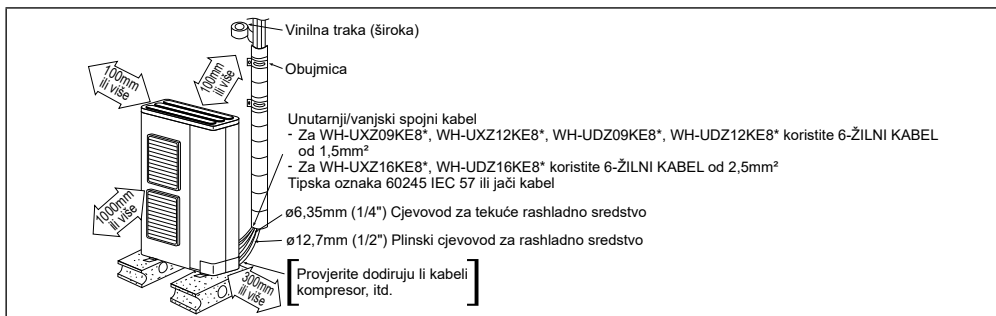 Vinilna traka (široka)
Obujmica
100mm
ili više
100mm
ili više
Unutarnji/vanjski spojni kabel
- Za WH-UXZ09KE8*, WH-UXZ12KE8*, WH-UDZ09KE8*, WH-UDZ12KE8* koristite 6-ŽILNI KABEL
od 1,5mm²
- Za WH-UXZ16KE8*, WH-UDZ16KE8* koristite 6-ŽILNI KABEL od 2,5mm²
Tipska oznaka 60245 IEC 57 ili jači kabel
1000mm
ili više
ø6,35mm (1/4") Cjevovod za tekuće rashladno sredstvo
ø12,7mm (1/2") Plinski cjevovod za rashladno sredstvo
300mm
ili više
Provjerite dodiruju li kabeli
kompresor, itd.